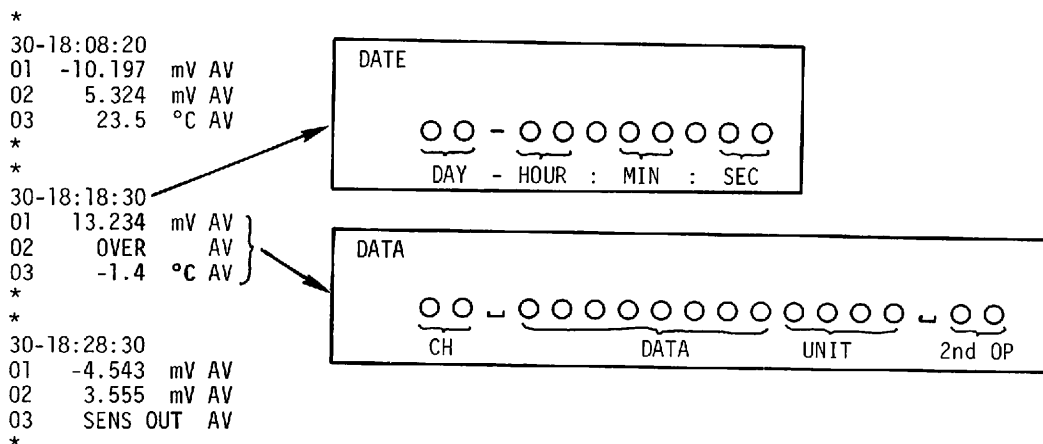 *
30-18:08:20
01 -10.197 mV AV
02 5.324 mV AV
03 23.5 °C AV
*
*
30-18:18:30
01 13.234 mV AV
02 OVER AV
03 -1.4 °C AV
*
*
30-18:28:30
01 -4.543 mV AV
02 3.555 mV AV
03 SENS OUT AV
*
DATE
○○-○○○○○○○○
DAY - HOUR : MIN : SEC
DATA
○○␣○○○○○○○○○○○○␣○○
CH DATA UNIT 2nd OP